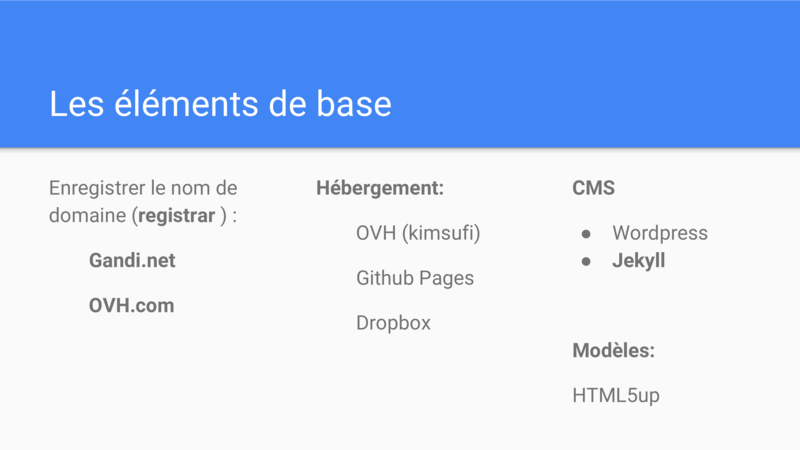 Les éléments de base
Enregistrer le nom de
domaine (registrar ) :
Gandi.net
OVH.com
Hébergement:
OVH (kimsufi)
Github Pages
Dropbox
CMS
● Wordpress
● Jekyll
Modèles:
HTML5up